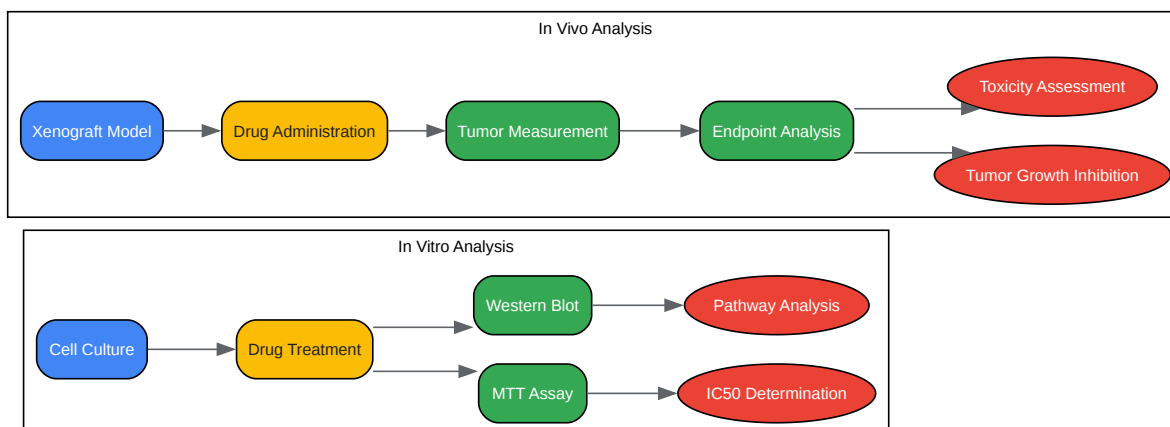 In Vivo Analysis
Toxicity Assessment
Xenograft Model
Drug Administration
Tumor Measurement
Endpoint Analysis
Tumor Growth Inhibition
In Vitro Analysis
Western Blot
Pathway Analysis
Cell Culture
Drug Treatment
MTT Assay
IC50 Determination